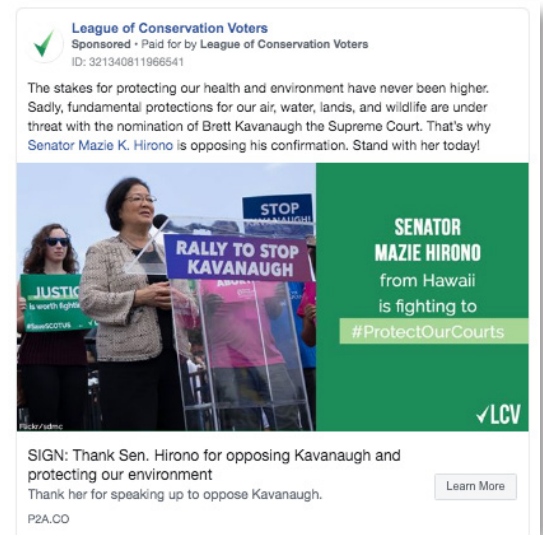 League of Conservation Voters
Sponsored • Paid for by League of Conservation Voters
ID: 321340811966541
The stakes for protecting our health and environment have never been higher.
Sadly, fundamental protections for our air, water, lands, and wildlife are under
threat with the nomination of Brett Kavanaugh the Supreme Court. That's why
Senator Mazie K. Hirono is opposing his confirmation. Stand with her today!
STOP
KAVANAUGH!
RALLY TO STOP
KAVANAUGH
JUSTIC
is worth fighti
#SaveSCOTUS
Flickr/sdmc
SENATOR
MAZIE HIRONO
from Hawaii
is fighting to
#ProtectOurCourts
LCV
SIGN: Thank Sen. Hirono for opposing Kavanaugh and
protecting our environment
Thank her for speaking up to oppose Kavanaugh.
Learn More
P2A.CO